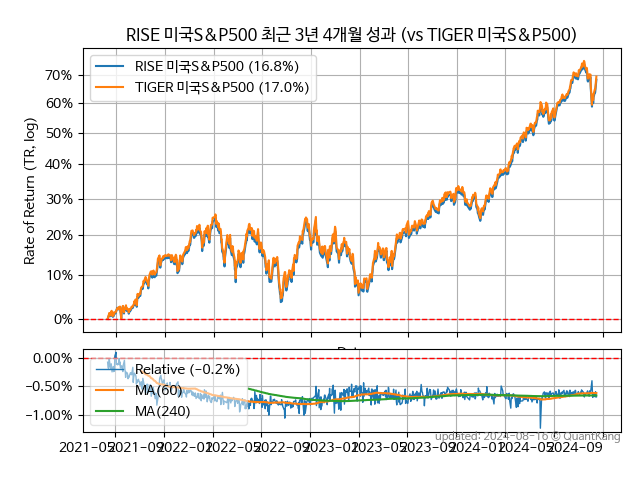 RISE 미국S&P500 최근 3년 4개월 성과 (vs TIGER 미국S&P500)
RISE 미국S&P500 (16.8%)
TIGER 미국S&P500 (17.0%)
Rate of Return (TR, log)
70%
60%
50%
40%
30%
20%
10%
0%
0.00%
−0.50%
−1.00%
Relative (−0.2%)
MA(60)
MA(240)
updated: 2024-08-16 © QuantKang
2021-05 2021-09 2022-01 2022-05 2022-09 2023-01 2023-05 2023-09 2024-01 2024-05 2024-09